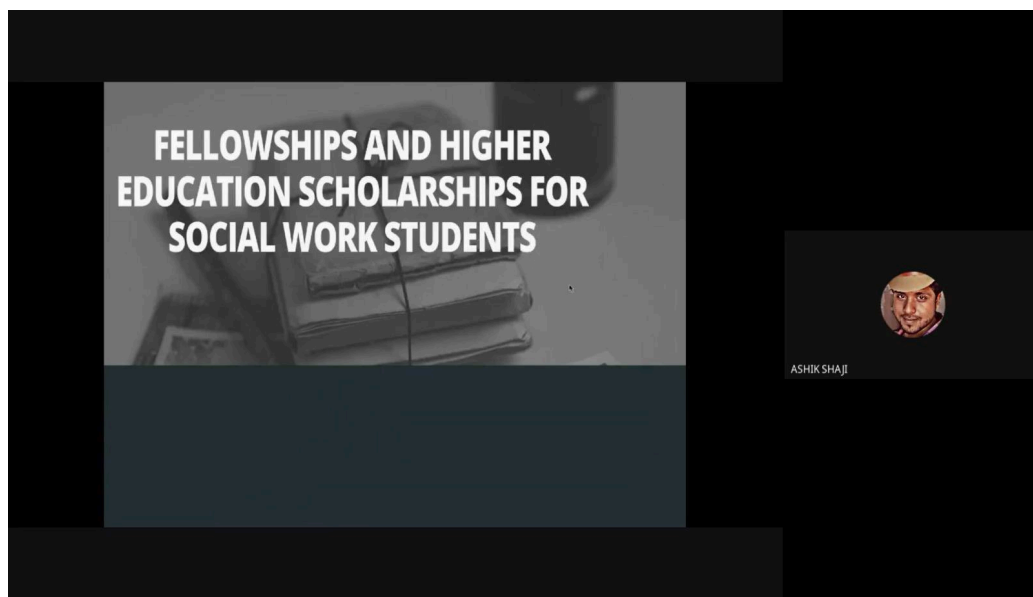 FELLOWSHIPS AND HIGHER
EDUCATION SCHOLARSHIPS FOR
SOCIAL WORK STUDENTS
ASHIK SHAJI